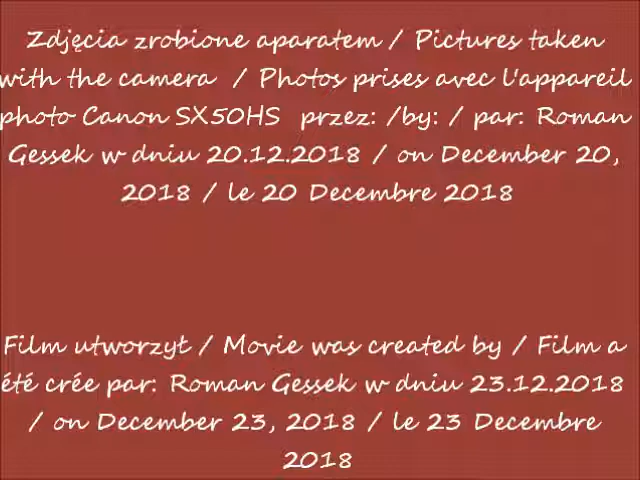 Zdjęcia zrobione aparatem / Pictures taken
with the camera / Photos prises avec l'appareil
photo Canon SX50HS przez: /by: / par: Roman
Gessek w dniu 20.12.2018 / on December 20,
2018 / le 20 Decembre 2018
Film utworzył / Movie was created by / Film a
été crée par: Roman Gessek w dniu 23.12.2018
/ on December 23, 2018 / le 23 Decembre
2018